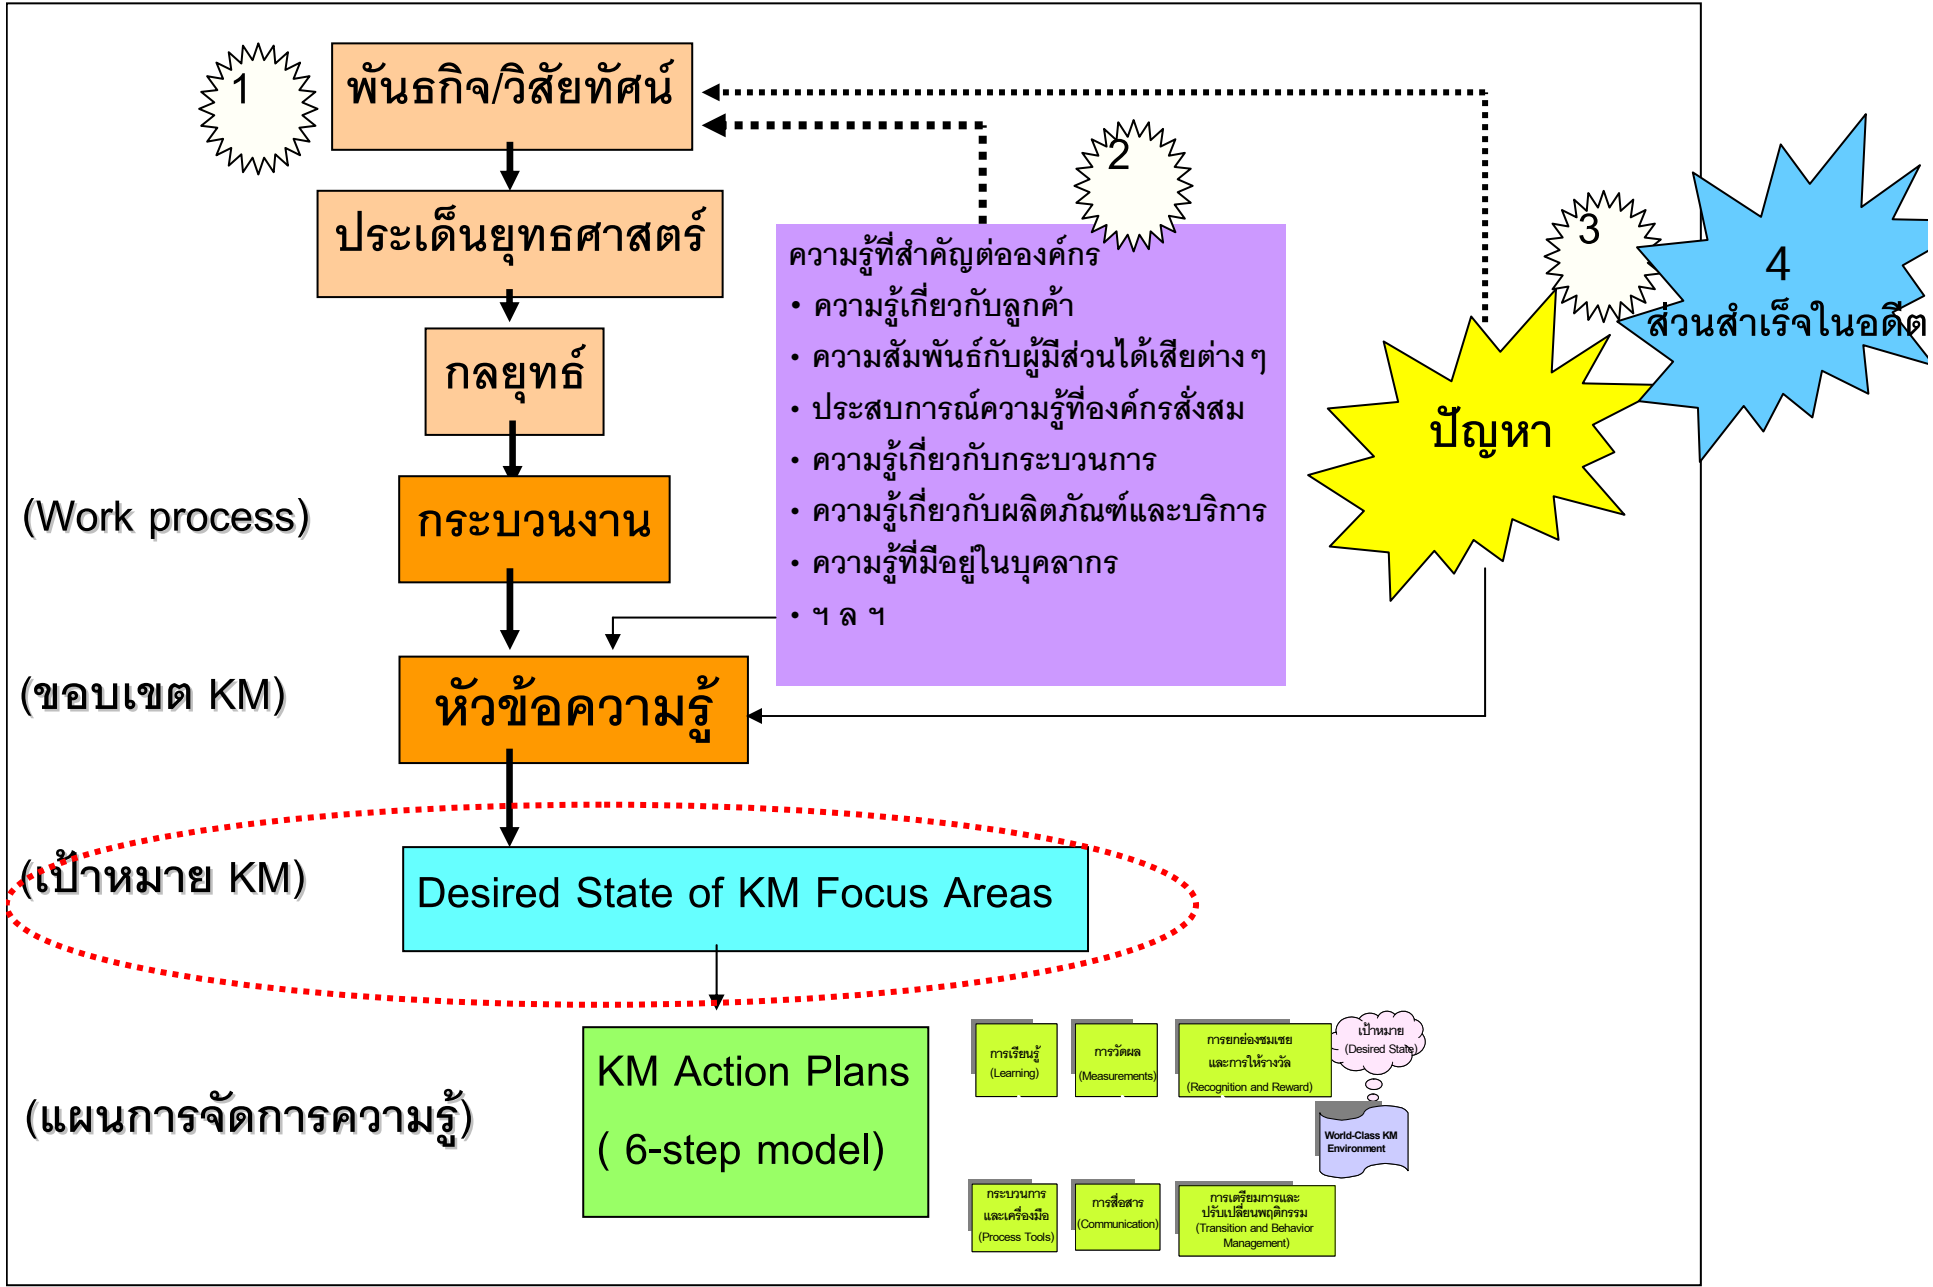 1
พันธกิจ/วิสัยทัศน์
ประเด็นยุทธศาสตร์
กลยุทธ์
(Work process)
กระบวนงาน
(ขอบเขต KM)
หัวข้อความรู้
2
ความรู้ที่สำคัญต่อองค์กร
• ความรู้เกี่ยวกับลูกค้า
• ความสัมพันธ์กับผู้มีส่วนได้เสียต่างๆ
• ประสบการณ์ความรู้ที่องค์กรสั่งสม
• ความรู้เกี่ยวกับกระบวนการ
• ความรู้เกี่ยวกับผลิตภัณฑ์และบริการ
• ความรู้ที่มีอยู่ในบุคลากร
• ฯ ล ฯ
3
ปัญหา
4
ส่วนสำเร็จในอดีต
(เป้าหมาย KM)
Desired State of KM Focus Areas
(แผนการจัดการความรู้)
KM Action Plans
( 6-step model)
การเรียนรู้
(Learning)
การวัดผล
(Measurements)
การยกย่องชมเชย
และการให้รางวัล
(Recognition and Reward)
เป้าหมาย
(Desired State)
World-Class KM
Environment
กระบวนการ
และเครื่องมือ
(Process Tools)
การสื่อสาร
(Communication)
การเตรียมการและ
ปรับเปลี่ยนพฤติกรรม
(Transition and Behavior
Management)